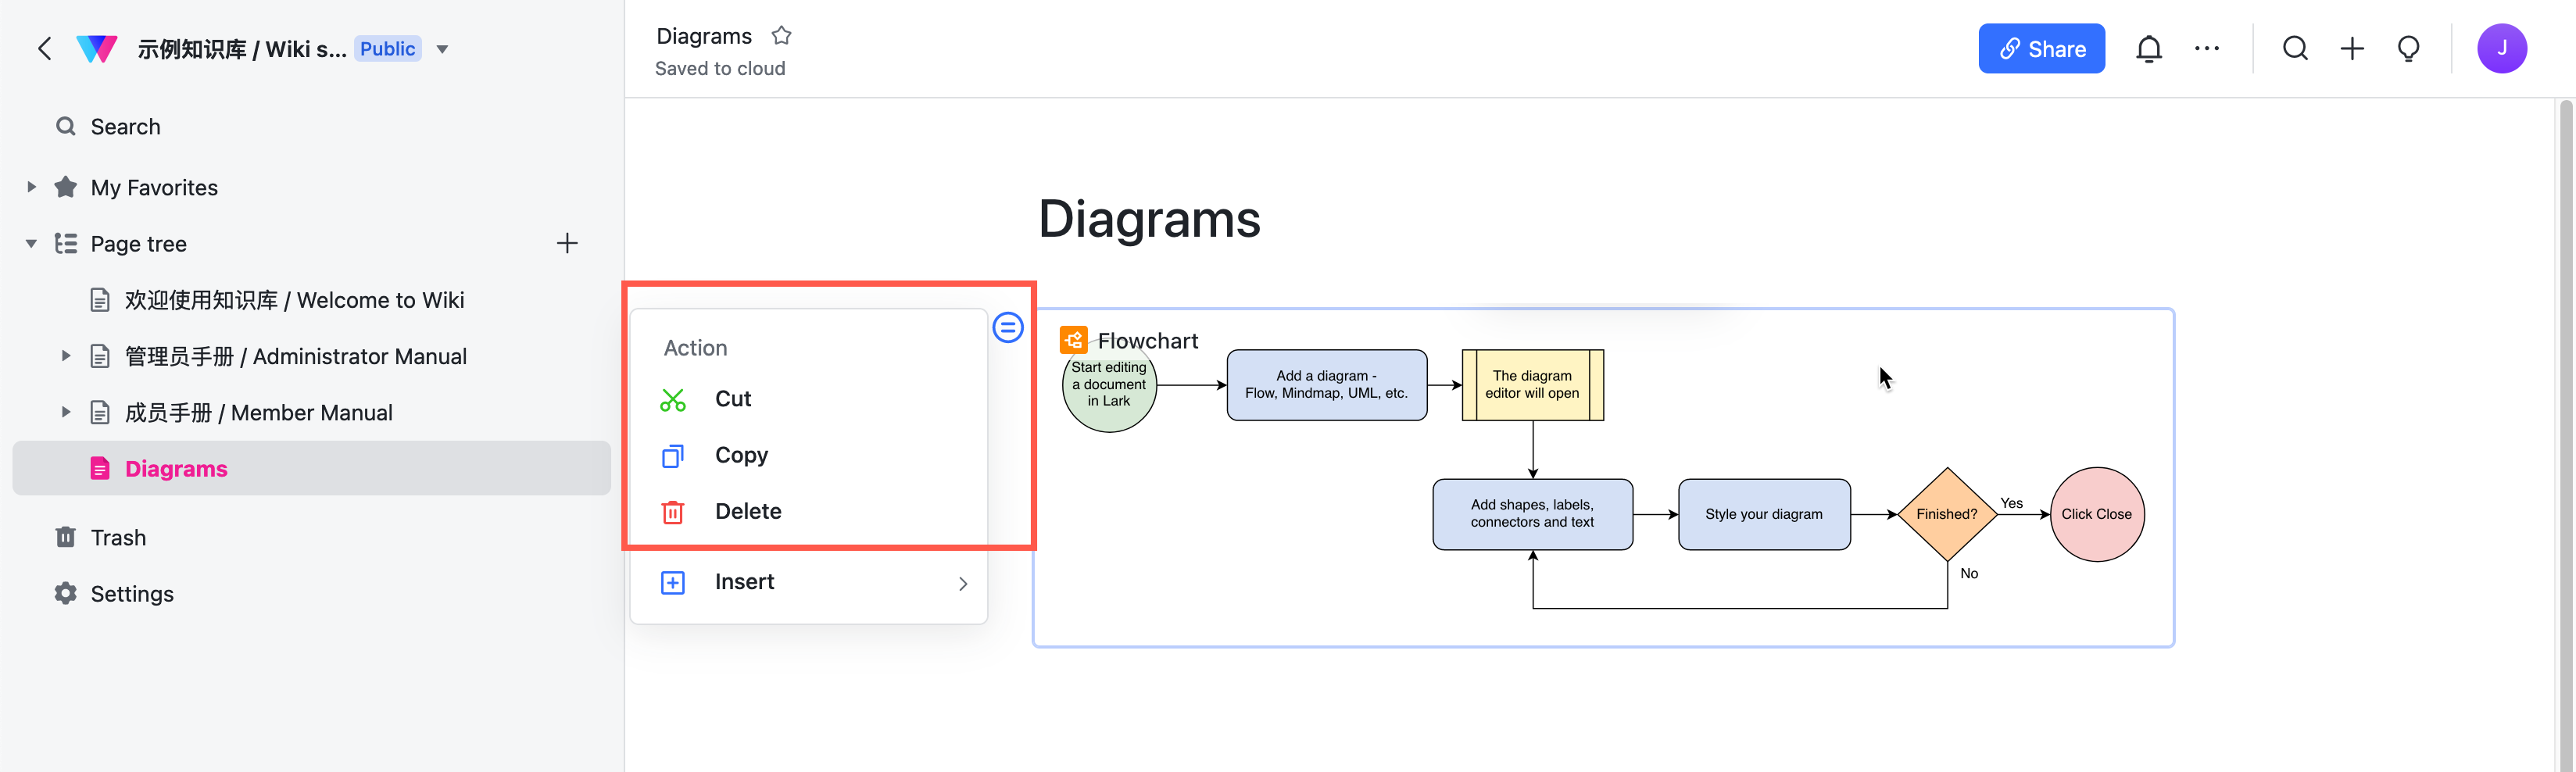 示例知识库 / Wiki s... Public
Search
My Favorites
Page tree
欢迎使用知识库 / Welcome to Wiki
管理员手册 / Administrator Manual
成员手册 / Member Manual
Diagrams
Trash
Settings
Diagrams
Saved to cloud
Share
J
Diagrams
Action
Cut
Copy
Delete
Insert
Flowchart
Start editing
a document
in Lark
Add a diagram -
Flow, Mindmap, UML, etc.
The diagram
editor will open
Add shapes, labels,
connectors and text
Style your diagram
Finished?
Yes
Click Close
No